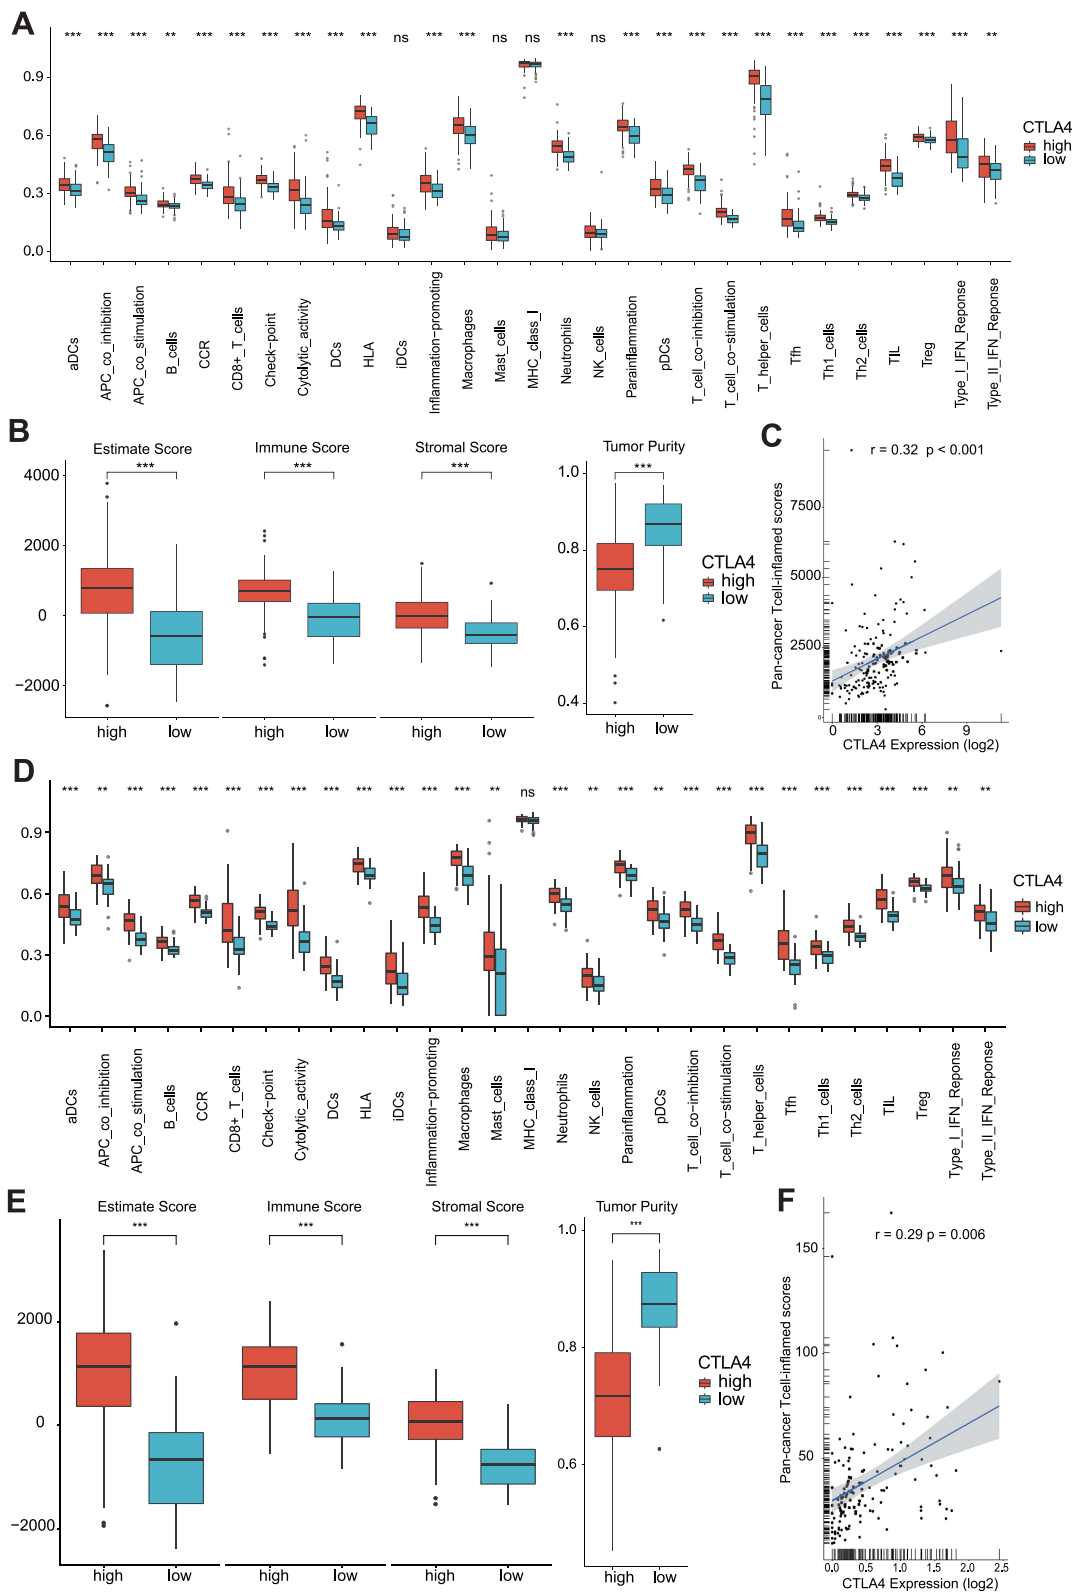 A
*** *** *** ** *** *** *** *** *** *** ns *** *** ns ns *** ns *** *** *** *** *** *** *** *** *** *** *** **
0.9
0.6
0.3
0.0
CTLA4
high
low
aDCs
APC_co_inhibition
APC_co_stimulation
B_cells
CCR
CD8+_T_cells
Check-point
Cytolytic_activity
DCs
HLA
iDCs
Inflammation-promoting
Macrophages
Mast_cells
MHC_class_I
Neutrophils
NK_cells
Parainflammation
pDCs
T_cell_co-inhibition
T_cell_co-stimulation
T_helper_cells
Tfh
Th1_cells
Th2_cells
TIL
Treg
Type_I_IFN_Reponse
Type_II_IFN_Reponse
B
Estimate Score
Immune Score
Stromal Score
Tumor Purity
*** *** *** ***
4000
2000
0
−2000
high low high low high low
1.0
0.8
0.6
0.4
high low
CTLA4
high
low
C
r = 0.32 p < 0.001
Pan-cancer Tcell-inflamed scores
7500
5000
2500
0
0 3 6 9
CTLA4 Expression (log2)
D
*** ** *** *** *** *** *** *** *** *** *** *** *** ** ns *** ** *** ** *** *** *** *** *** *** *** *** ** **
0.9
0.6
0.3
0.0
CTLA4
high
low
aDCs
APC_co_inhibition
APC_co_stimulation
B_cells
CCR
CD8+_T_cells
Check-point
Cytolytic_activity
DCs
HLA
iDCs
Inflammation-promoting
Macrophages
Mast_cells
MHC_class_I
Neutrophils
NK_cells
Parainflammation
pDCs
T_cell_co-inhibition
T_cell_co-stimulation
T_helper_cells
Tfh
Th1_cells
Th2_cells
TIL
Treg
Type_I_IFN_Reponse
Type_II_IFN_Reponse
E
Estimate Score
Immune Score
Stromal Score
Tumor Purity
*** *** *** ***
2000
0
−2000
high low high low high low
1.0
0.8
0.6
high low
CTLA4
high
low
F
r = 0.29 p = 0.006
Pan-cancer Tcell-inflamed scores
150
100
50
0.0 0.5 1.0 1.5 2.0 2.5
CTLA4 Expression (log2)